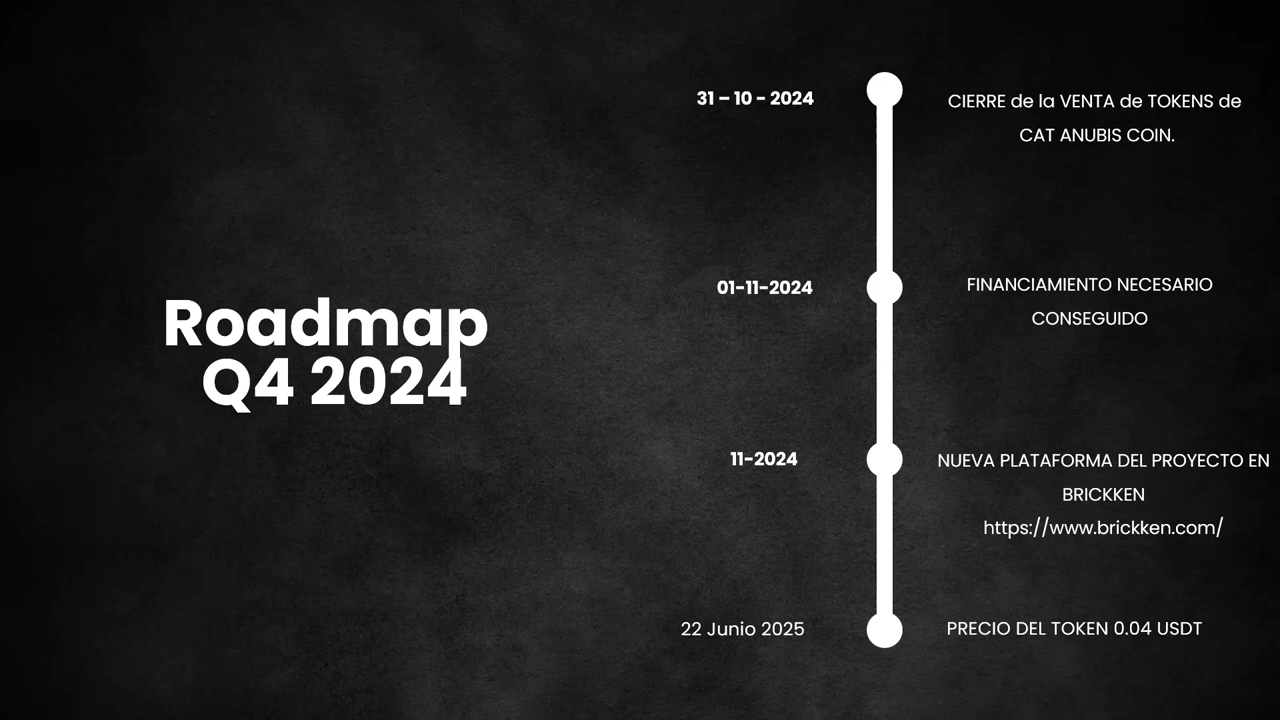 Roadmap
Q4 2024
31 – 10 - 2024
CIERRE de la VENTA de TOKENS de
CAT ANUBIS COIN.
01-11-2024
FINANCIAMIENTO NECESARIO
CONSEGUIDO
11-2024
NUEVA PLATAFORMA DEL PROYECTO EN
BRICKKEN
https://www.brickken.com/
22 Junio 2025
PRECIO DEL TOKEN 0.04 USDT